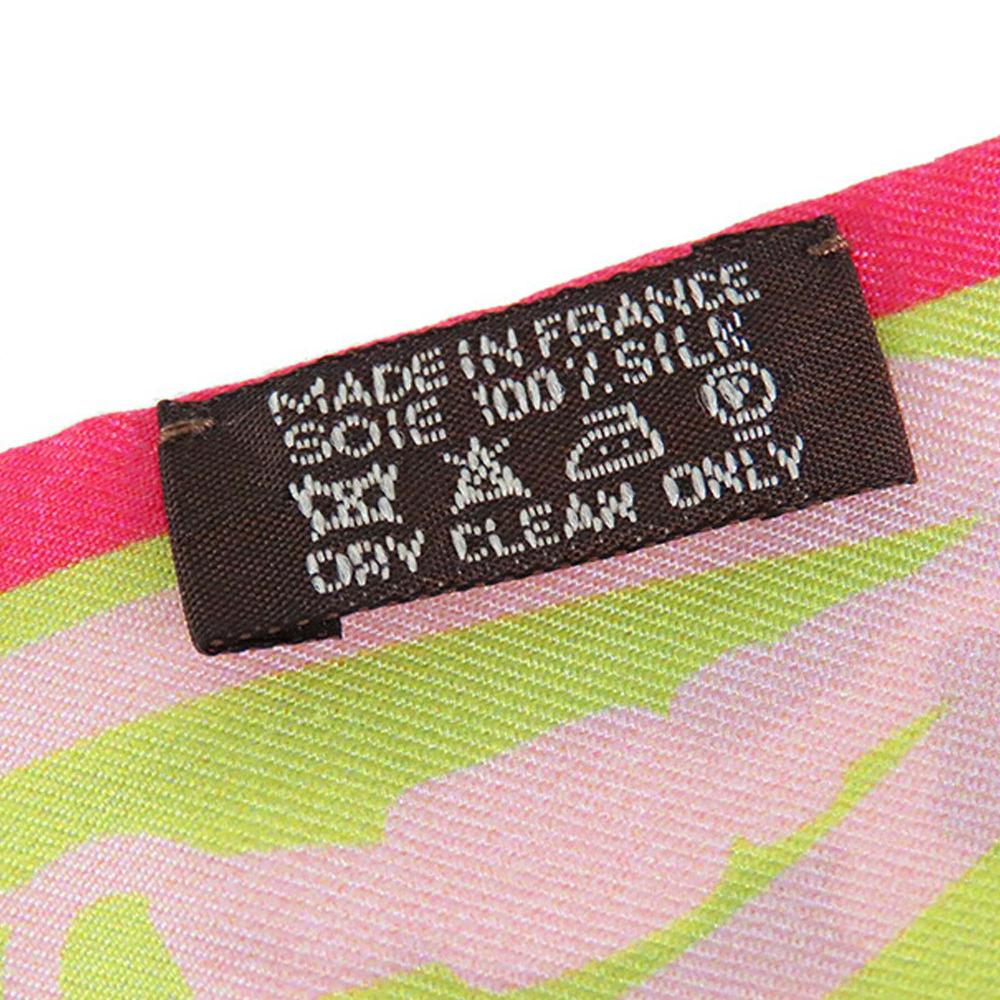 MADE IN FRANCE
SOIE 100% SILK
DRY CLEAN ONLY